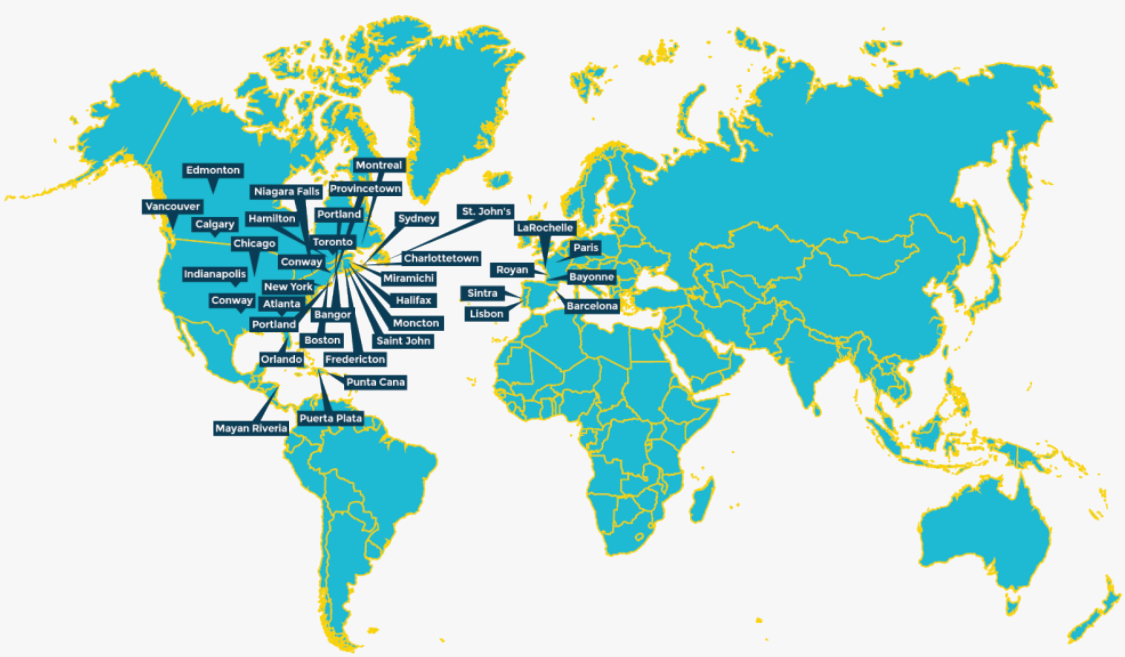 Montreal
Edmonton
Provincetown
Niagara Falls
Vancouver
St. John's
Portland
Hamilton
Sydney
Calgary
LaRochelle
Toronto
Chicago
Paris
Charlottetown
Conway
Royan
Indianapolis
Bayonne
Miramichi
New York
Sintra
Halifax
Conway
Atlanta
Barcelona
Lisbon
Bangor
Moncton
Portland
Boston
Saint John
Orlando
Fredericton
Punta Cana
Puerta Plata
Mayan Riveria